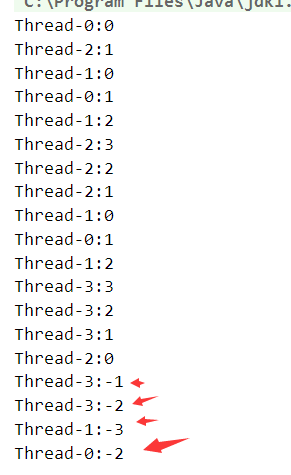 C:\Program Files\Java\jdk1.
Thread-0:0
Thread-2:1
Thread-1:0
Thread-0:1
Thread-1:2
Thread-2:3
Thread-2:2
Thread-2:1
Thread-1:0
Thread-0:1
Thread-1:2
Thread-3:3
Thread-3:2
Thread-3:1
Thread-2:0
Thread-3:-1
Thread-3:-2
Thread-1:-3
Thread-0:-2